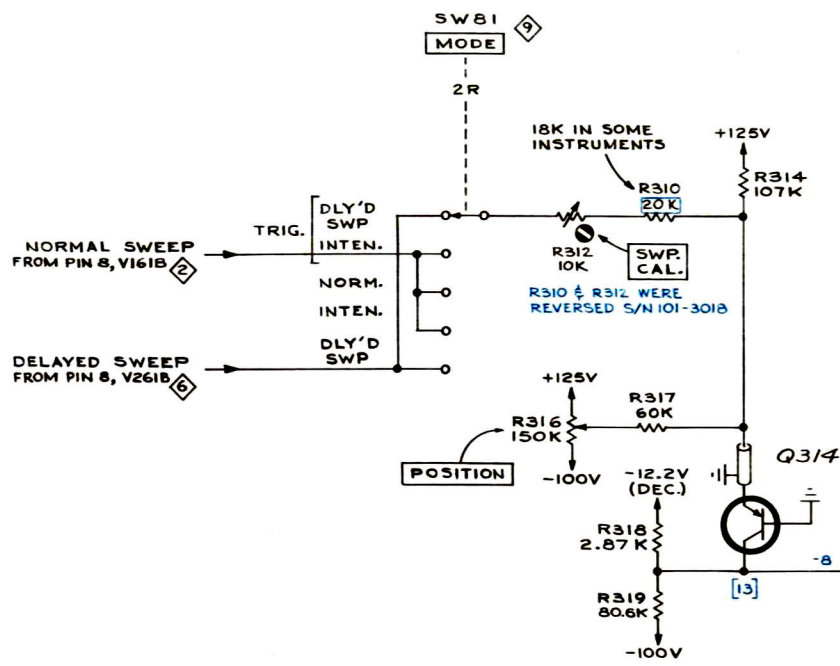 SW81
9
MODE
2R
18K IN SOME
INSTRUMENTS
+125V
R314
107K
R310
20K
TRIG.
DLY'D
SWP
INTEN.
NORMAL SWEEP
FROM PIN 8, V161B
2
R312
10K
SWP.
CAL.
NORM.
INTEN.
R310 & R312 WERE
REVERSED S/N 101-3018
DLY'D
SWP
DELAYED SWEEP
FROM PIN 8, V261B
6
+125V
R316
150K
R317
60K
POSITION
-100V
Q314
-12.2V
(DEC.)
R318
2.87K
-8
[13]
R319
80.6K
-100V